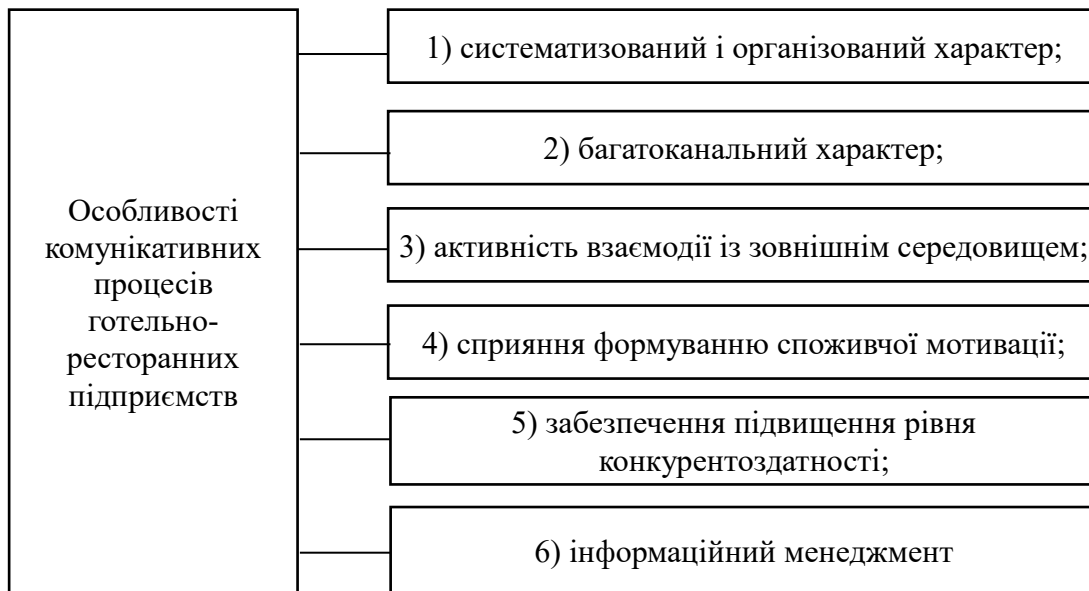 Особливості
комунікативних
процесів
готельно-
ресторанних
підприємств
1) систематизований і організований характер;
2) багатоканальний характер;
3) активність взаємодії із зовнішнім середовищем;
4) сприяння формуванню споживчої мотивації;
5) забезпечення підвищення рівня
конкурентоздатності;
6) інформаційний менеджмент